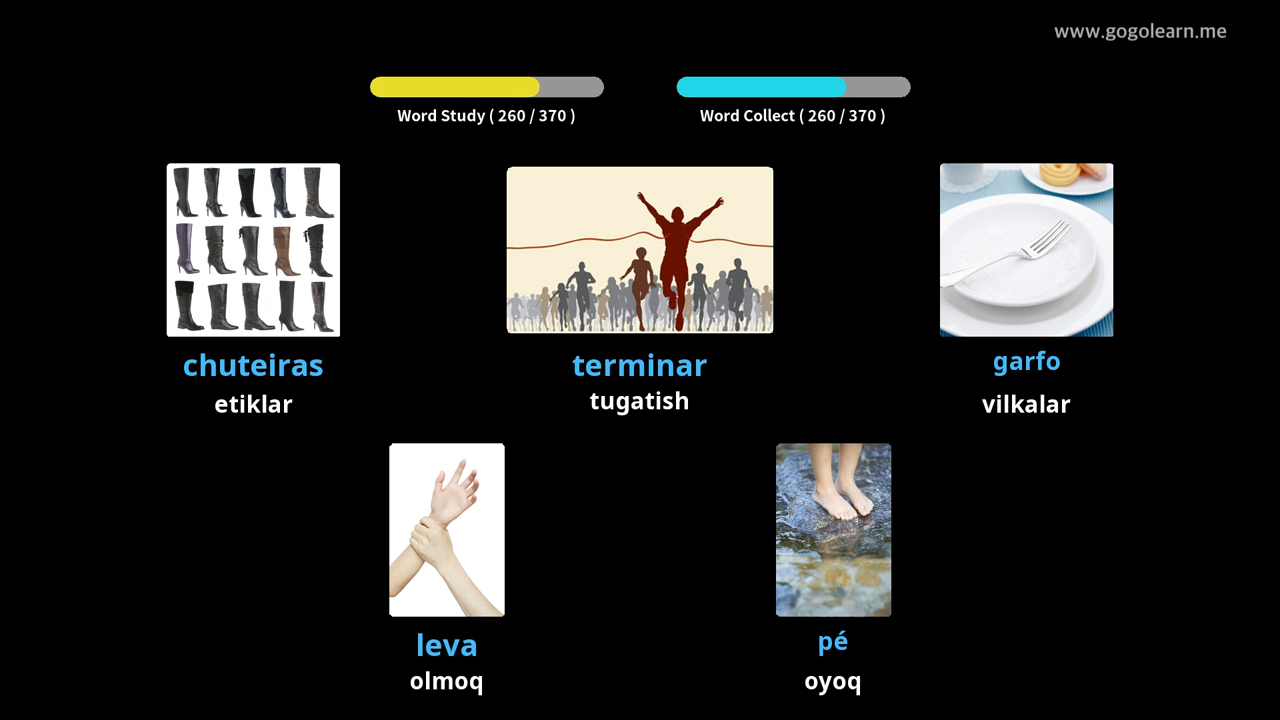 www.gogolearn.me
Word Study ( 260 / 370 )
Word Collect ( 260 / 370 )
chuteiras
etiklar
terminar
tugatish
garfo
vilkalar
leva
olmoq
pé
oyoq